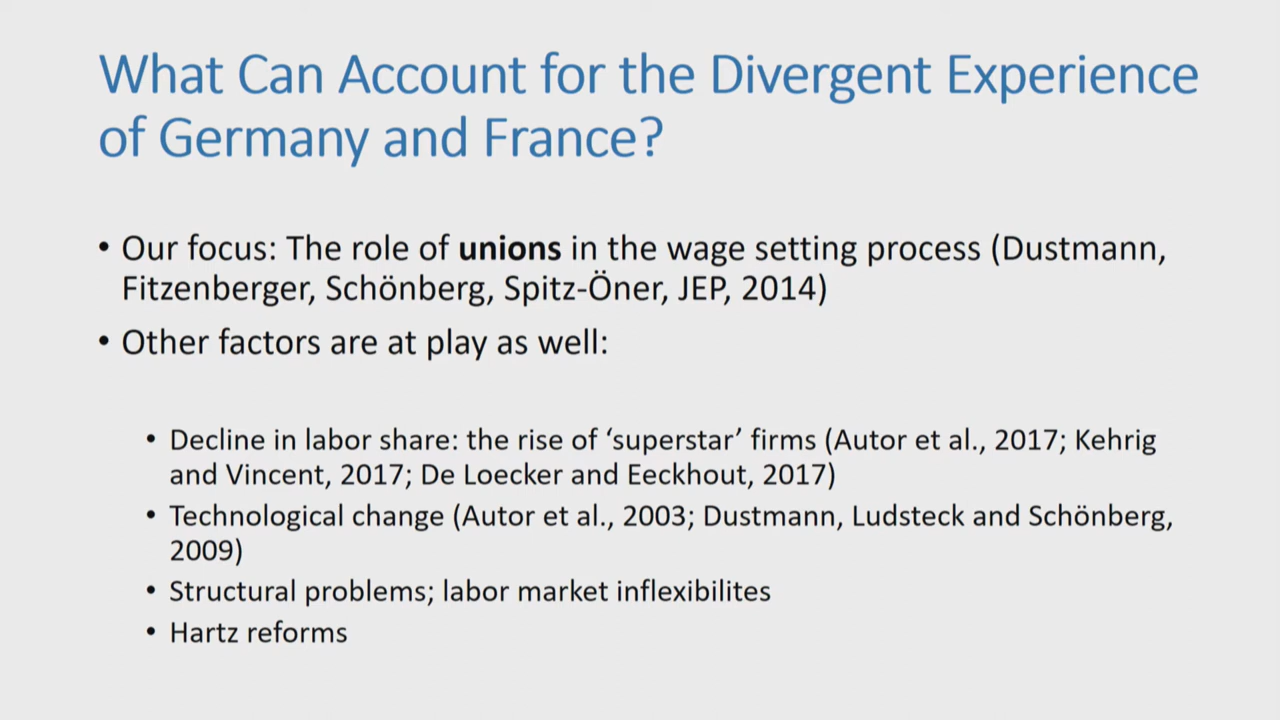 What Can Account for the Divergent Experience
of Germany and France?
• Our focus: The role of unions in the wage setting process (Dustmann,
Fitzenberger, Schönberg, Spitz-Öner, JEP, 2014)
• Other factors are at play as well:
• Decline in labor share: the rise of ‘superstar’ firms (Autor et al., 2017; Kehrig
and Vincent, 2017; De Loecker and Eeckhout, 2017)
• Technological change (Autor et al., 2003; Dustmann, Ludsteck and Schönberg,
2009)
• Structural problems; labor market inflexibilites
• Hartz reforms